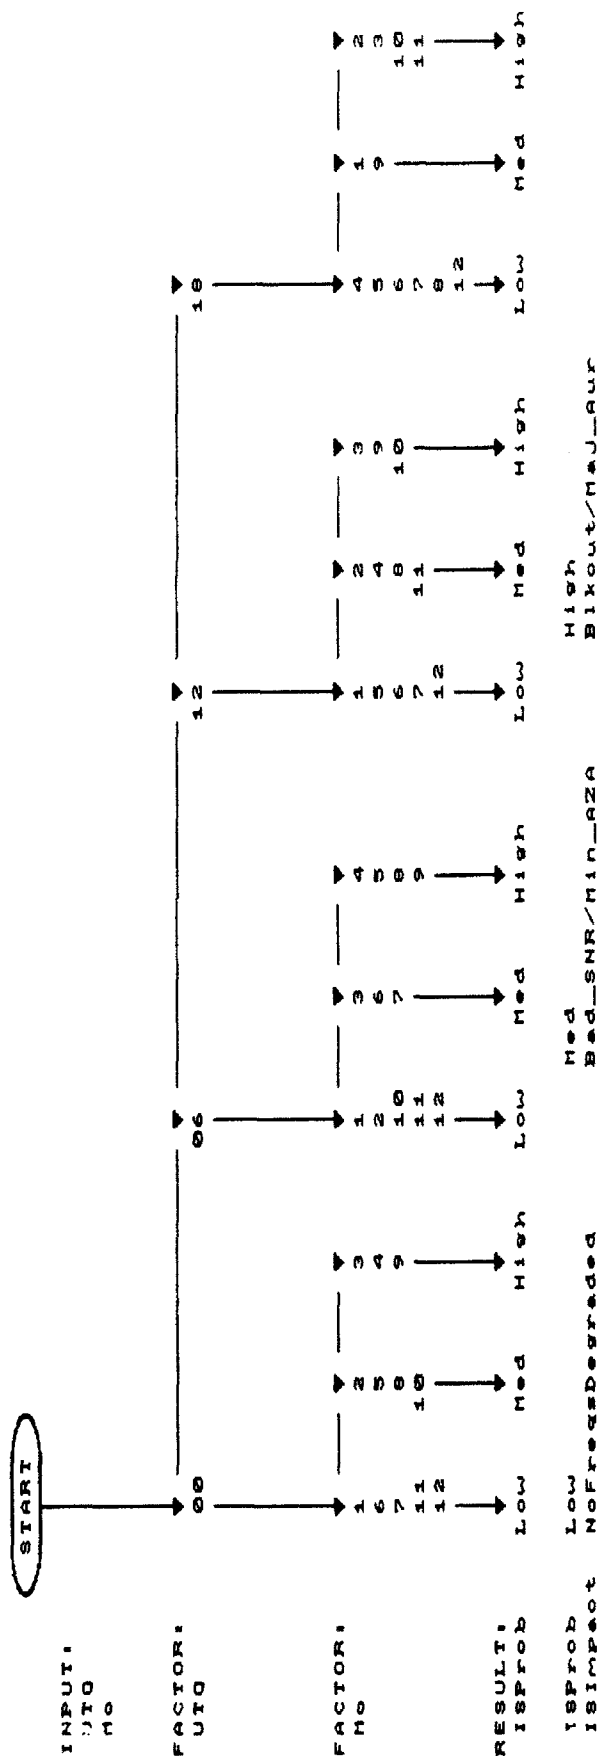 START
INPUT:
UTO
Mo
FACTOR:
UTO 00 06 12 18
FACTOR:
Mo 1 2 3 1 3 4 1 2 3 4 1 2
6 5 4 2 6 5 5 4 9 5 9 3
7 8 9 10 7 8 6 8 10 6 10
11 10 11 9 7 11 7 11
12 12 12 8
12
RESULT:
ISProb Low Med High Low Med High Low Med High Low Med High
ISProb Low Med High
ISImpact NoFreqsDegraded Bad_SNR/Min_AZA Blkout/MaJ_Aur